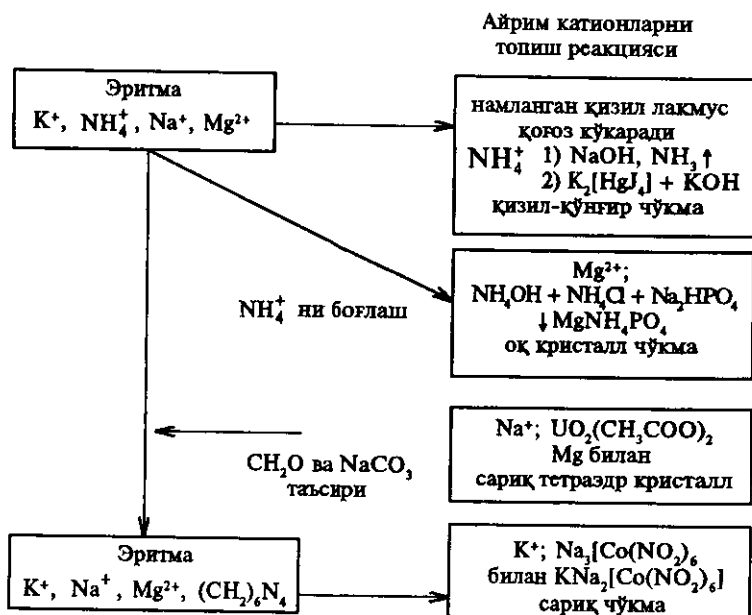 Айрим катионларни
топиш реакцияси
Эритма
K⁺, NH₄⁺, Na⁺, Mg²⁺
намланган қизил лакмус
қоғоз кўкаради
NH₄⁺ 1) NaOH, NH₃↑
2) K₂[HgJ₄] + KOH
қизил-қўнғир чўкма
Mg²⁺;
NH₄OH + NH₄Cl + Na₂HPO₄
↓MgNH₄PO₄
оқ кристалл чўкма
NH₄⁺ ни боғлаш
Na⁺; UO₂(CH₃COO)₂
Mg билан
сариқ тетраэдр кристалл
CH₂O ва NaCO₃
таъсири
Эритма
K⁺, Na⁺, Mg²⁺, (CH₂)₆N₄
K⁺; Na₃[Co(NO₂)₆
билан KNa₂[Co(NO₂)₆]
сариқ чўкма